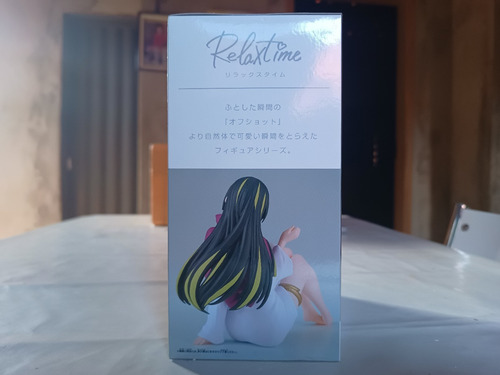 Relaxtime
リラックスタイム
ふとした瞬間の
「オフショット」
より自然体で可愛い瞬間をとらえた
フィギュアシリーズ。